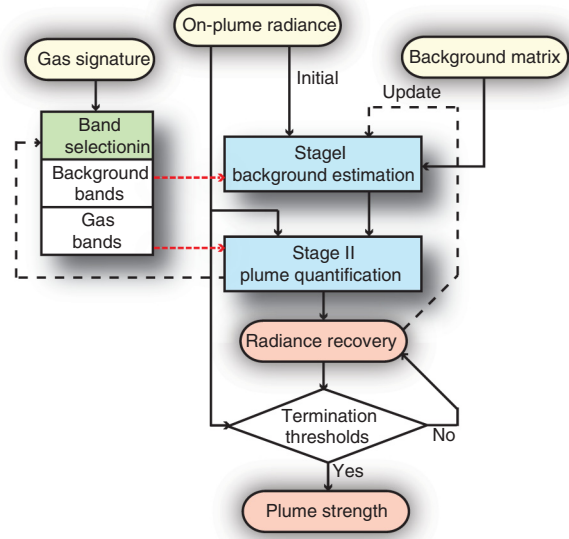 On-plume radiance
Gas signature
Background matrix
Initial
Update
Band
selectionin
StageI
background estimation
Background
bands
Gas
bands
Stage II
plume quantification
Radiance recovery
Termination
thresholds
No
Yes
Plume strength